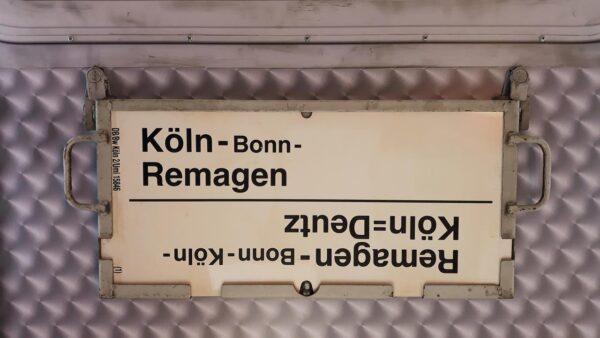 Köln - Bonn -
Remagen
Remagen - Bonn - Köln -
Köln=Deutz